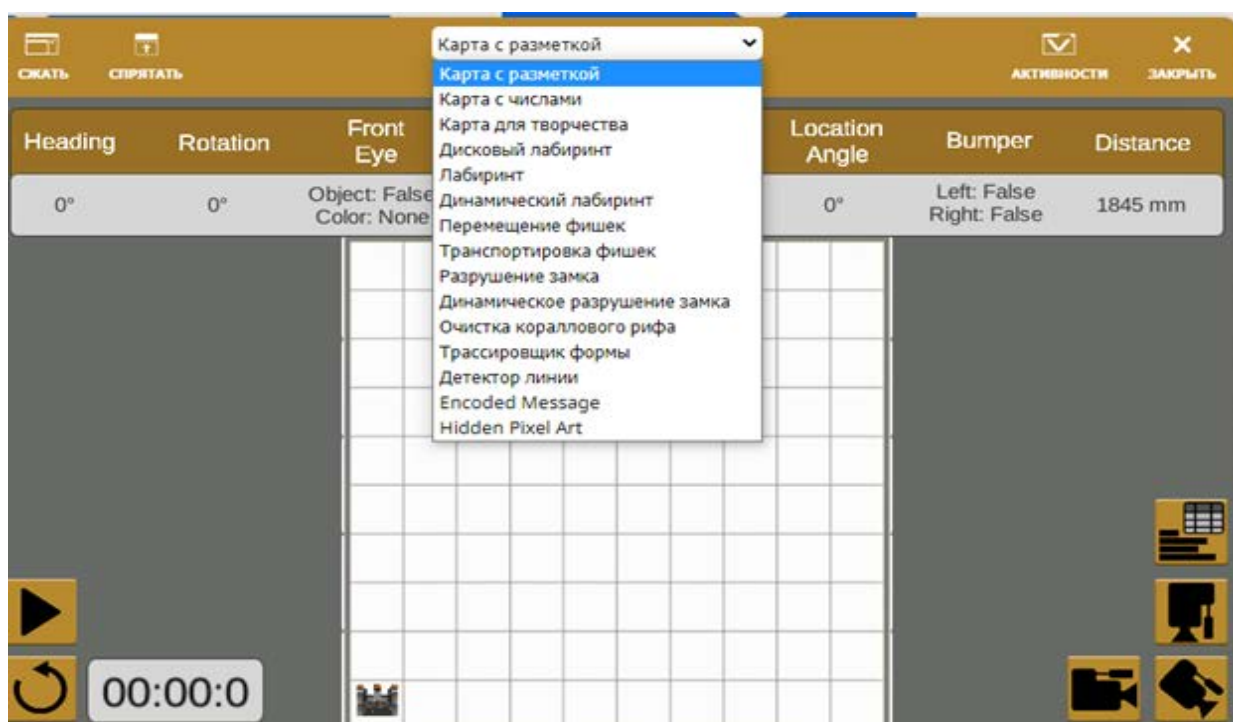 Карта с разметкой
СЖАТЬ
СПРЯТАТЬ
АКТИВНОСТИ
ЗАКРЫТЬ
Карта с разметкой
Карта с числами
Карта для творчества
Дисковый лабиринт
Лабиринт
Динамический лабиринт
Перемещение фишек
Транспортировка фишек
Разрушение замка
Динамическое разрушение замка
Очистка кораллового рифа
Трассировщик формы
Детектор линии
Encoded Message
Hidden Pixel Art
Heading
Rotation
Front
Eye
Location
Angle
Bumper
Distance
0°
0°
Object: False
Color: None
0°
Left: False
Right: False
1845 mm
00:00:0